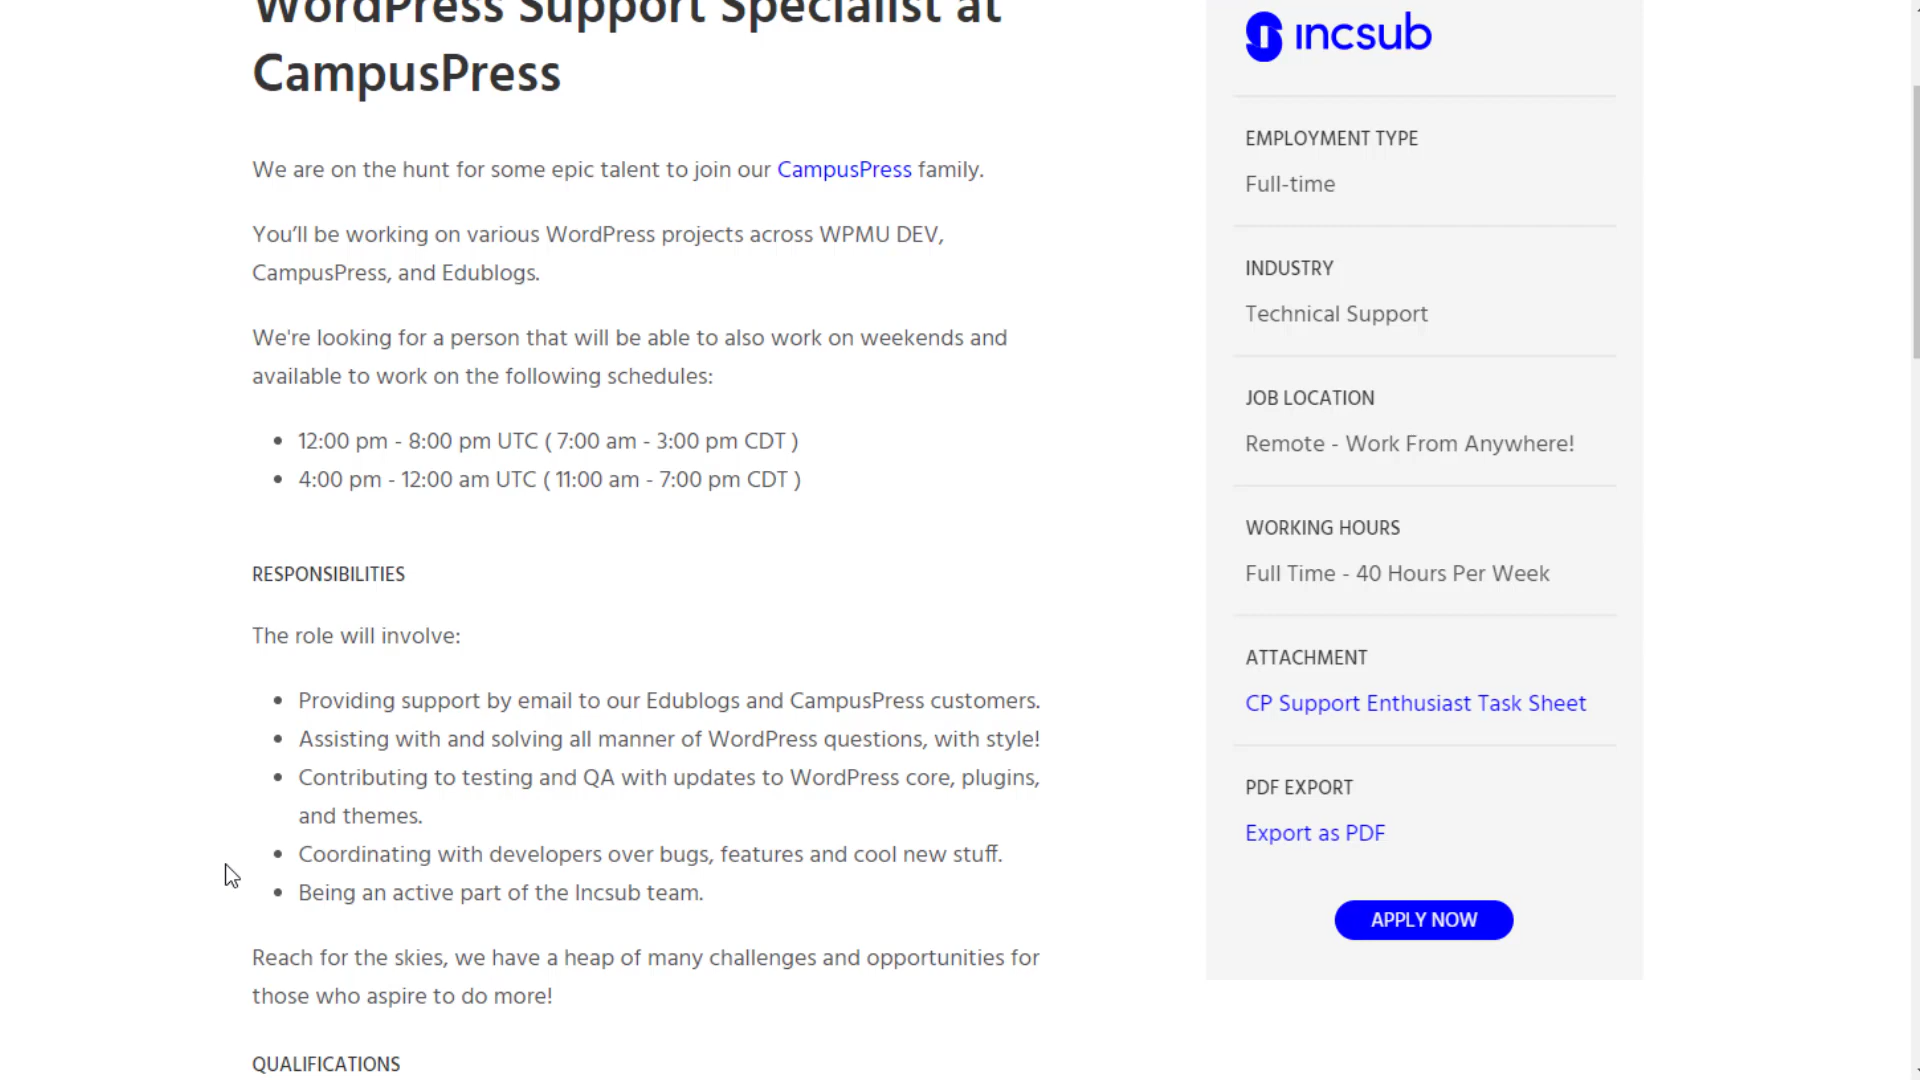 WordPress Support Specialist at
CampusPress
We are on the hunt for some epic talent to join our CampusPress family.
You’ll be working on various WordPress projects across WPMU DEV,
CampusPress, and Edublogs.
We're looking for a person that will be able to also work on weekends and
available to work on the following schedules:
12:00 pm - 8:00 pm UTC ( 7:00 am - 3:00 pm CDT )
4:00 pm - 12:00 am UTC ( 11:00 am - 7:00 pm CDT )
RESPONSIBILITIES
The role will involve:
Providing support by email to our Edublogs and CampusPress customers.
Assisting with and solving all manner of WordPress questions, with style!
Contributing to testing and QA with updates to WordPress core, plugins,
and themes.
Coordinating with developers over bugs, features and cool new stuff.
Being an active part of the Incsub team.
Reach for the skies, we have a heap of many challenges and opportunities for
those who aspire to do more!
QUALIFICATIONS
incsub
EMPLOYMENT TYPE
Full-time
INDUSTRY
Technical Support
JOB LOCATION
Remote - Work From Anywhere!
WORKING HOURS
Full Time - 40 Hours Per Week
ATTACHMENT
CP Support Enthusiast Task Sheet
PDF EXPORT
Export as PDF
APPLY NOW